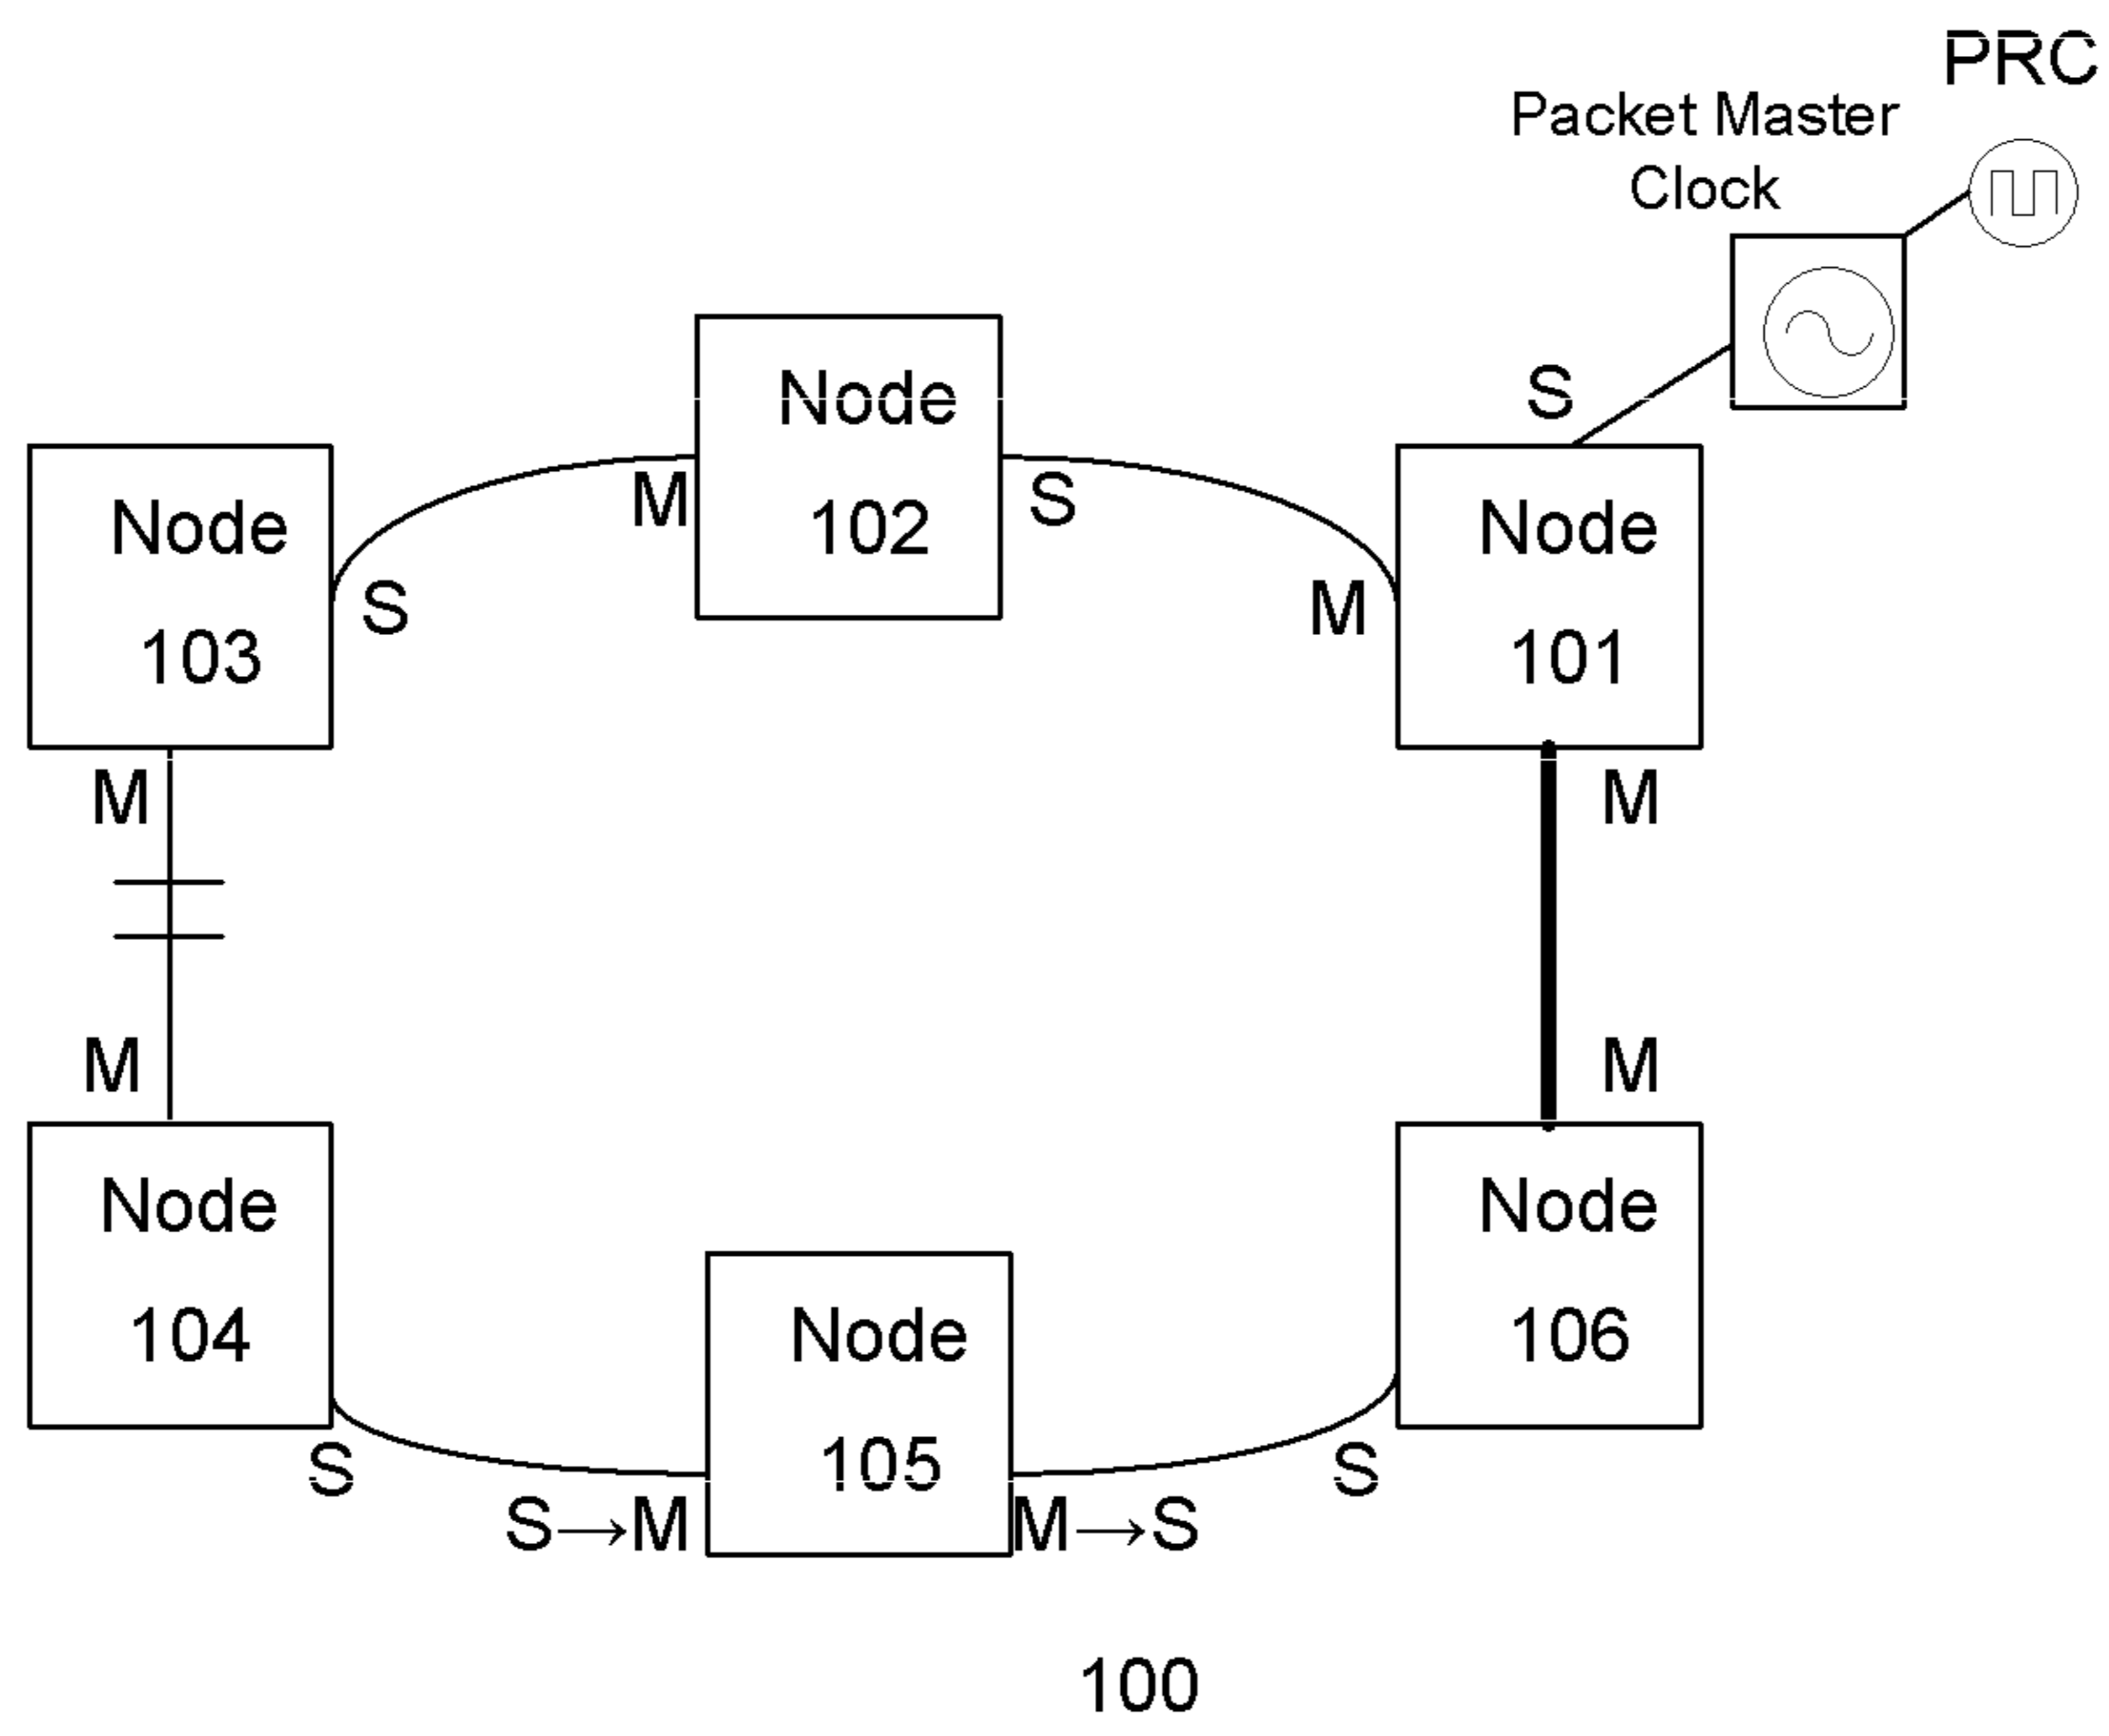 PRC
Packet Master
Clock
S
Node
102
M
S
Node
103
S
M
Node
101
M
M
M
M
M
Node
104
S
Node
105
S→M
M→S
Node
106
S
100